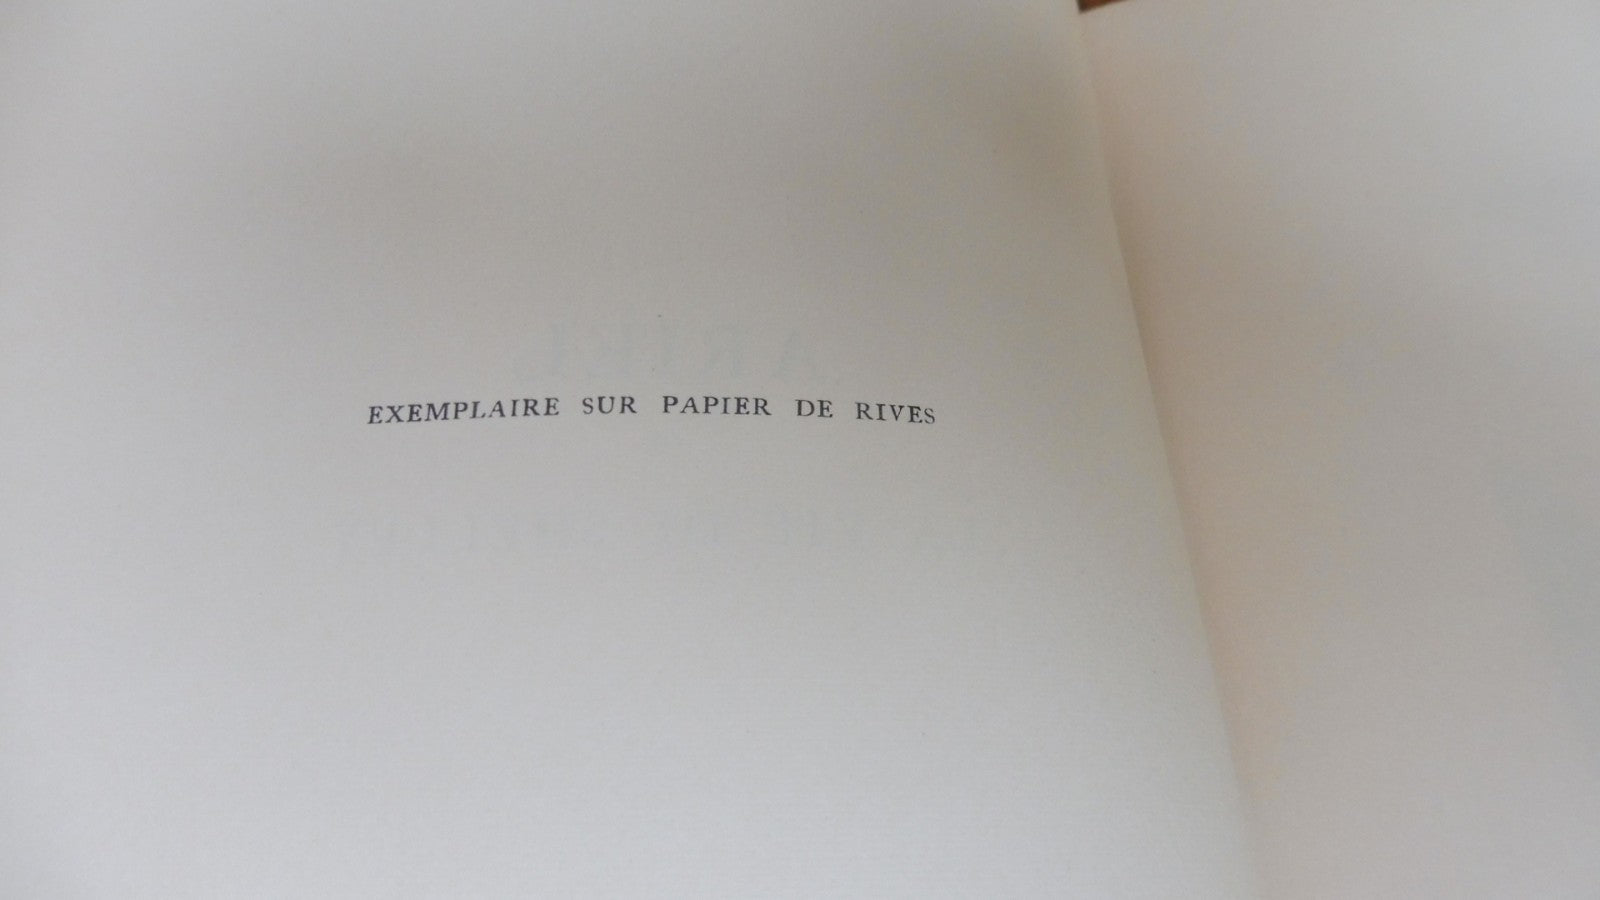 EXEMPLAIRE SUR PAPIER DE RIVES